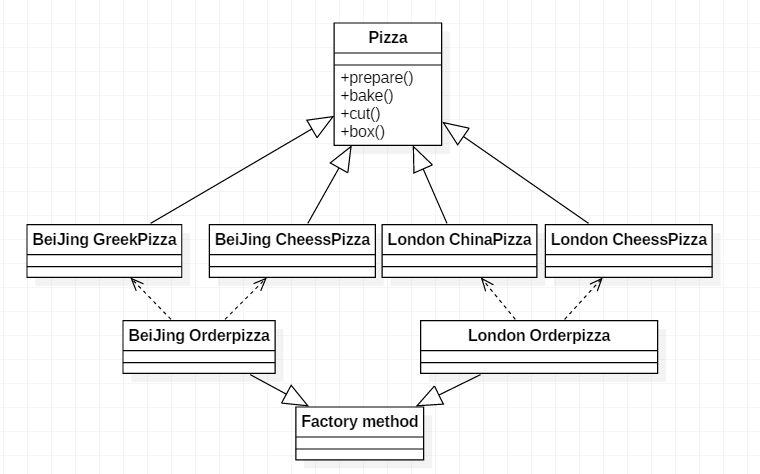 Pizza
+prepare()
+bake()
+cut()
+box()
BeiJing GreekPizza
BeiJing CheessPizza
London ChinaPizza
London CheessPizza
BeiJing Orderpizza
London Orderpizza
Factory method